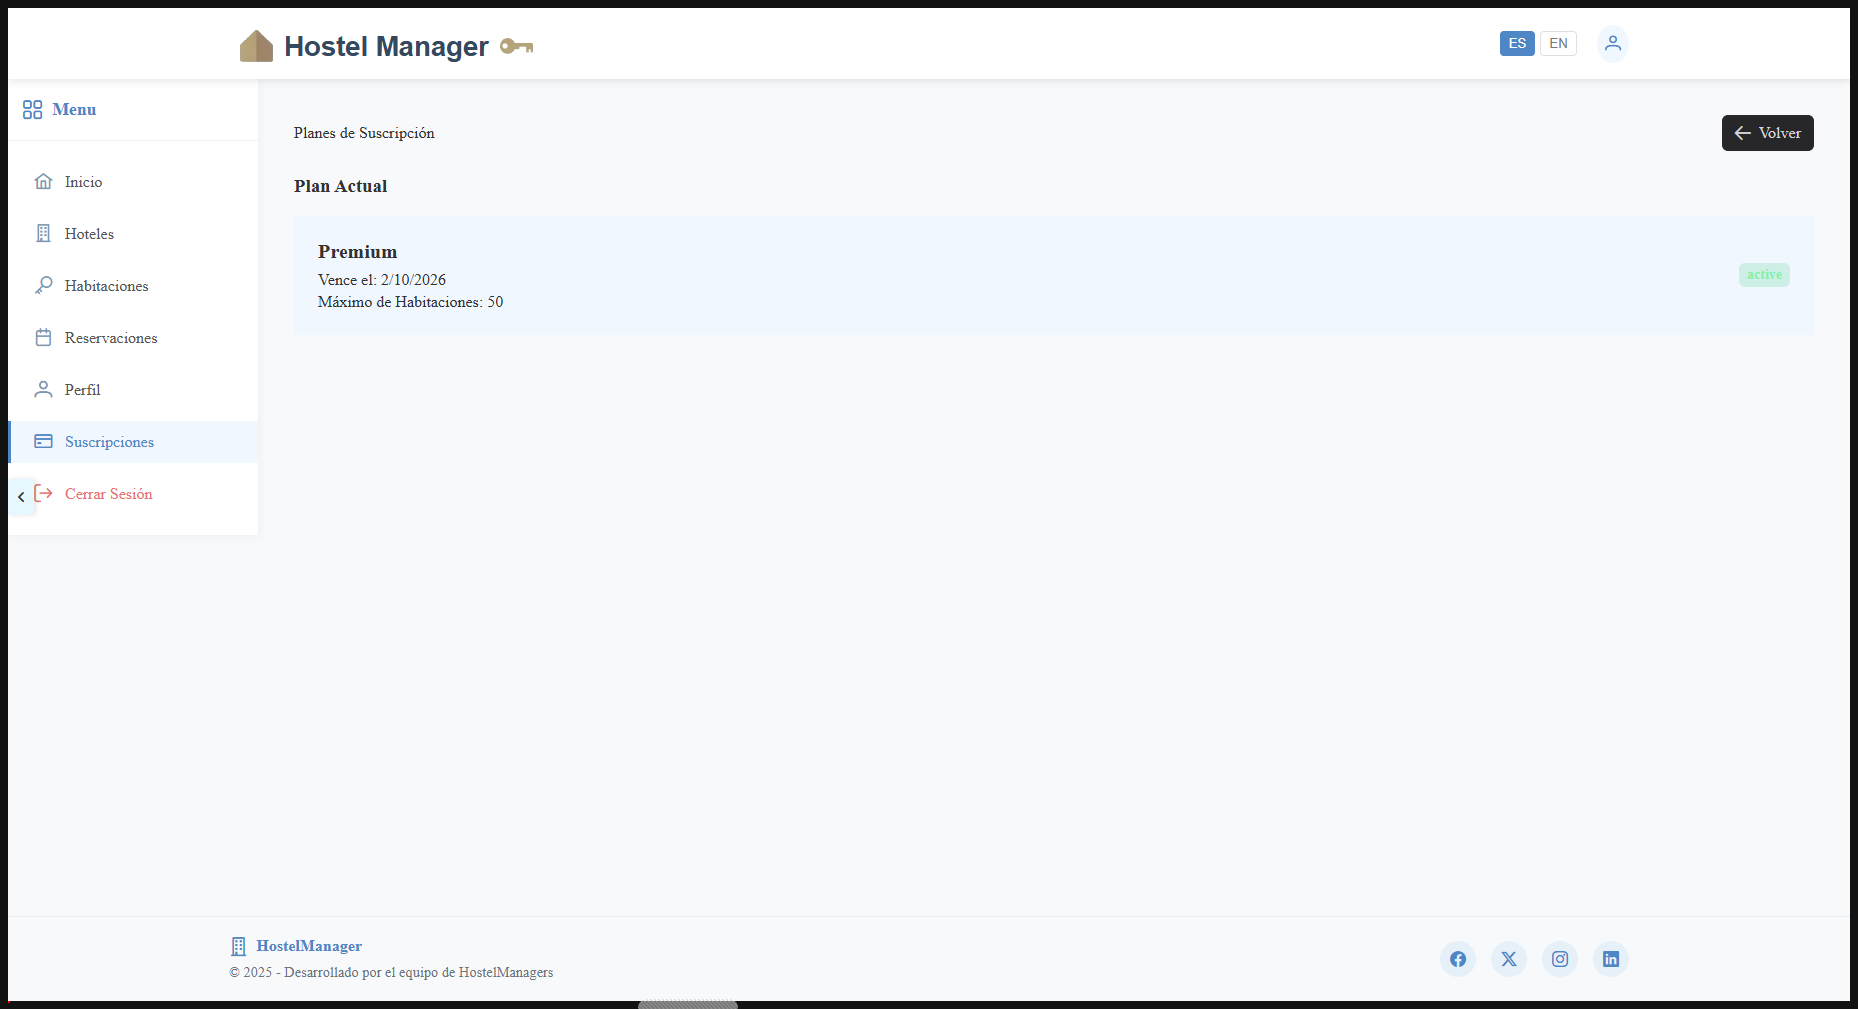 Hostel Manager
ES
EN
Menu
Inicio
Hoteles
Habitaciones
Reservaciones
Perfil
Suscripciones
Cerrar Sesión
Planes de Suscripción
Volver
Plan Actual
Premium
Vence el: 2/10/2026
Máximo de Habitaciones: 50
active
HostelManager
© 2025 - Desarrollado por el equipo de HostelManagers